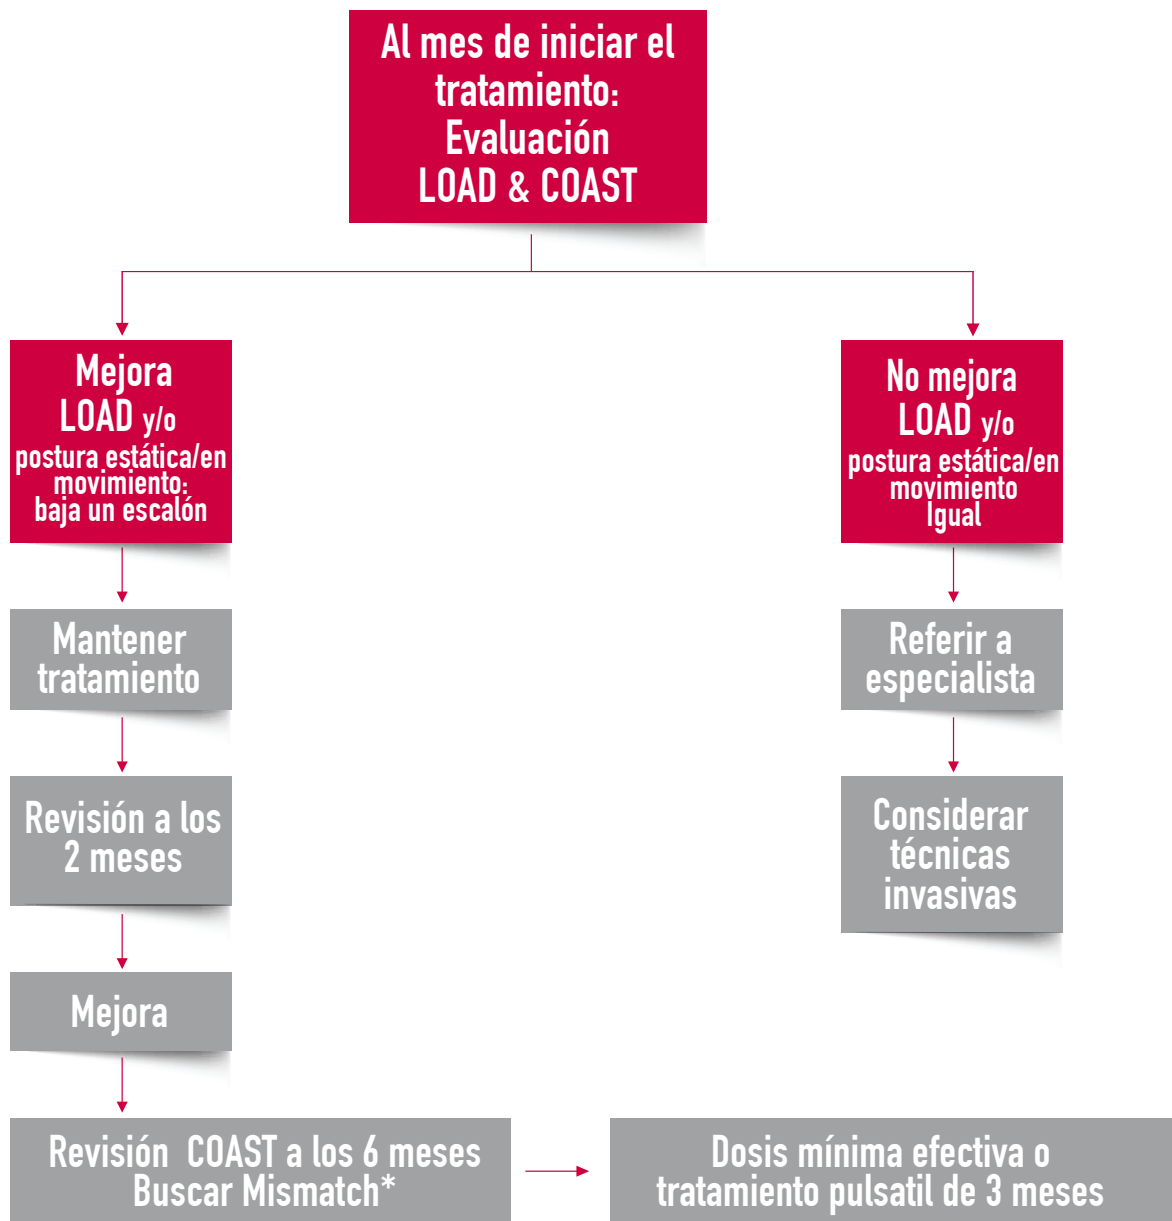 Al mes de iniciar el
tratamiento:
Evaluación
LOAD & COAST
Mejora
LOAD y/o
postura estática/en
movimiento:
baja un escalón
No mejora
LOAD y/o
postura estática/en
movimiento
Igual
Mantener
tratamiento
Referir a
especialista
Revisión a los
2 meses
Considerar
técnicas
invasivas
Mejora
Revisión COAST a los 6 meses
Buscar Mismatch*
Dosis mínima efectiva o
tratamiento pulsatil de 3 meses